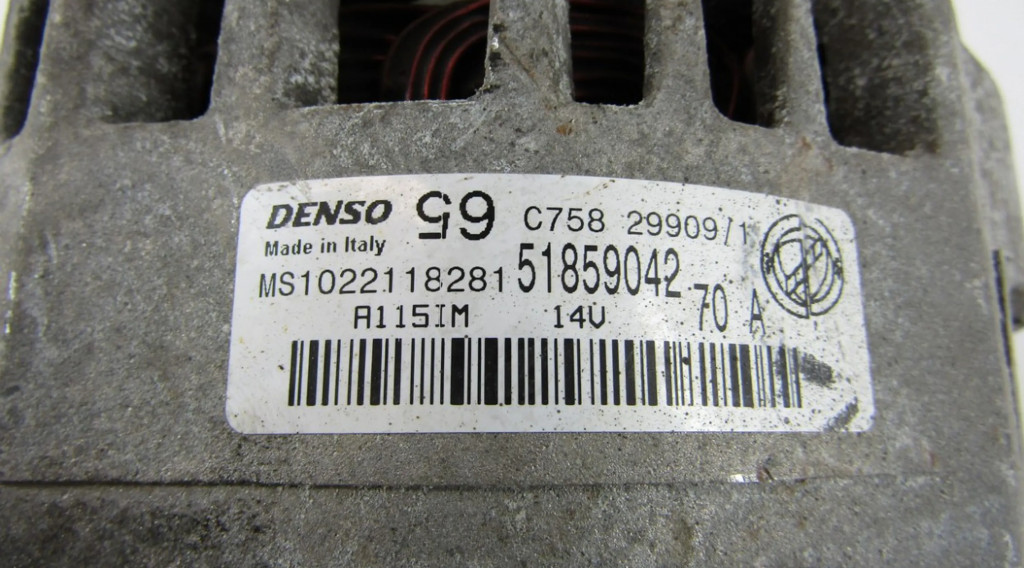 DENSO 65 C758 29909/1
Made in Italy
MS1022118281 51859042
A115IM 14V 70 A